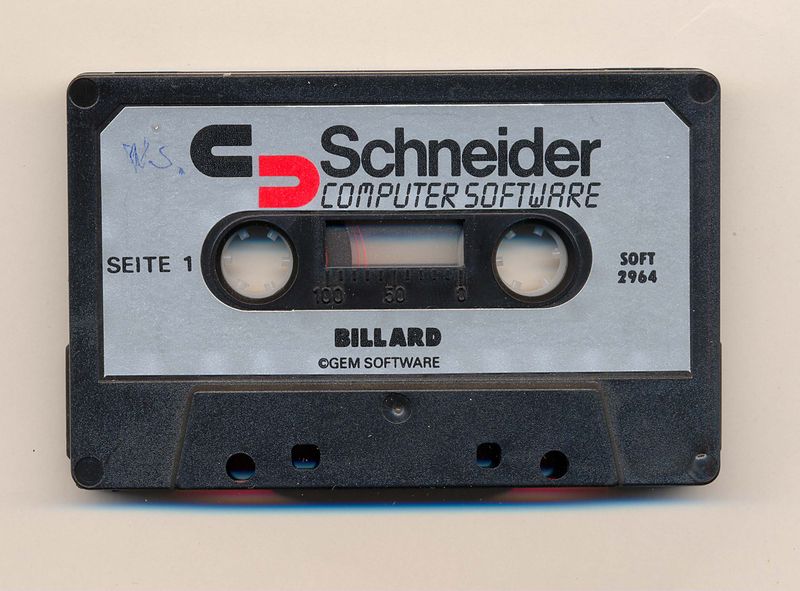 Schneider
COMPUTER SOFTWARE
SEITE 1
SOFT
2964
100 50 0
BILLARD
©GEM SOFTWARE